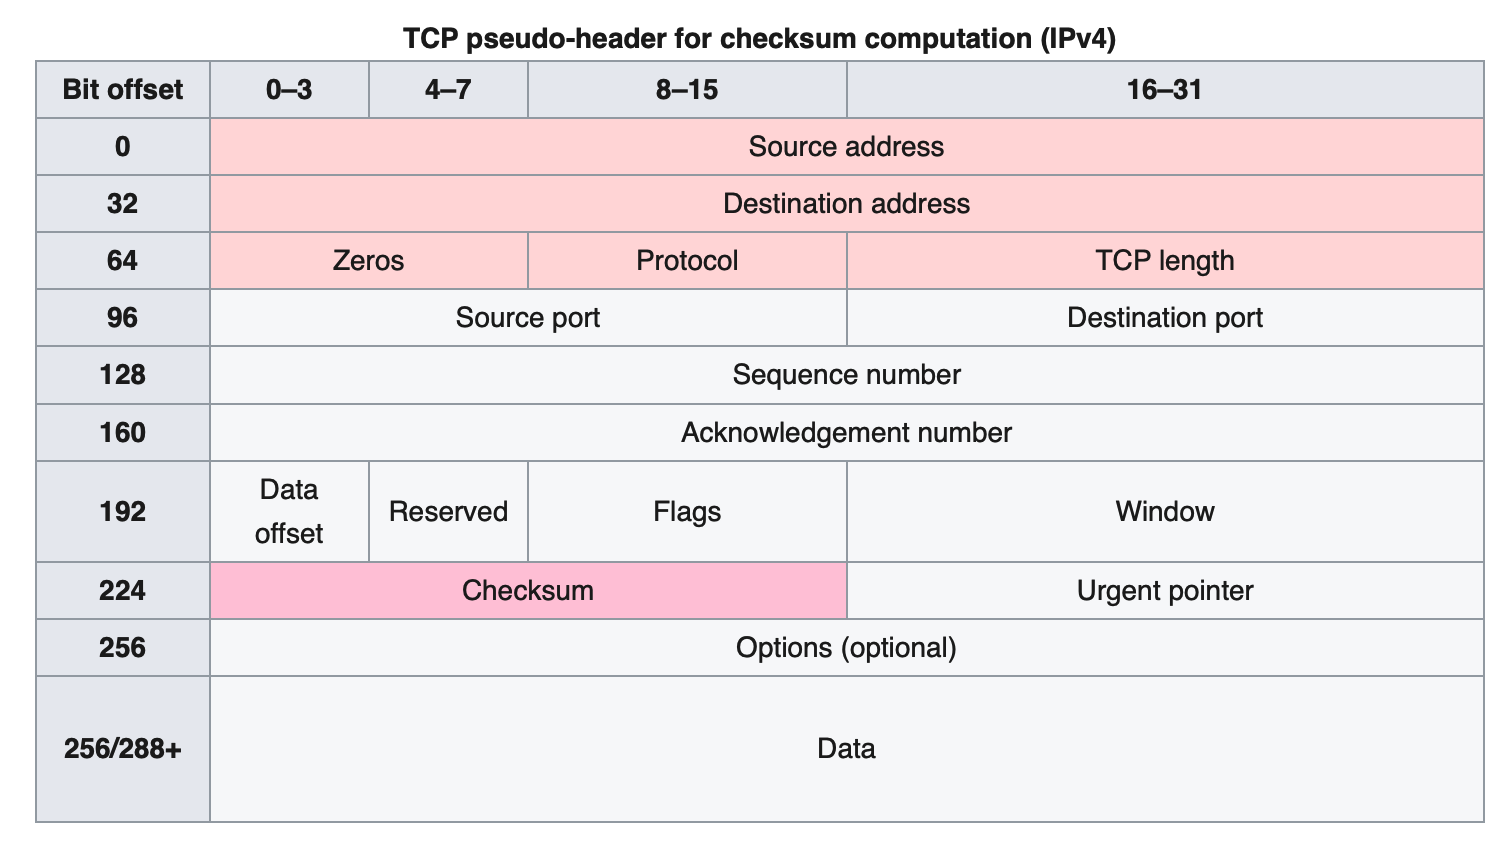 TCP pseudo-header for checksum computation (IPv4)
Bit offset 0–3 4–7 8–15 16–31
0 Source address
32 Destination address
64 Zeros Protocol TCP length
96 Source port Destination port
128 Sequence number
160 Acknowledgement number
192 Data offset Reserved Flags Window
224 Checksum Urgent pointer
256 Options (optional)
256/288+ Data